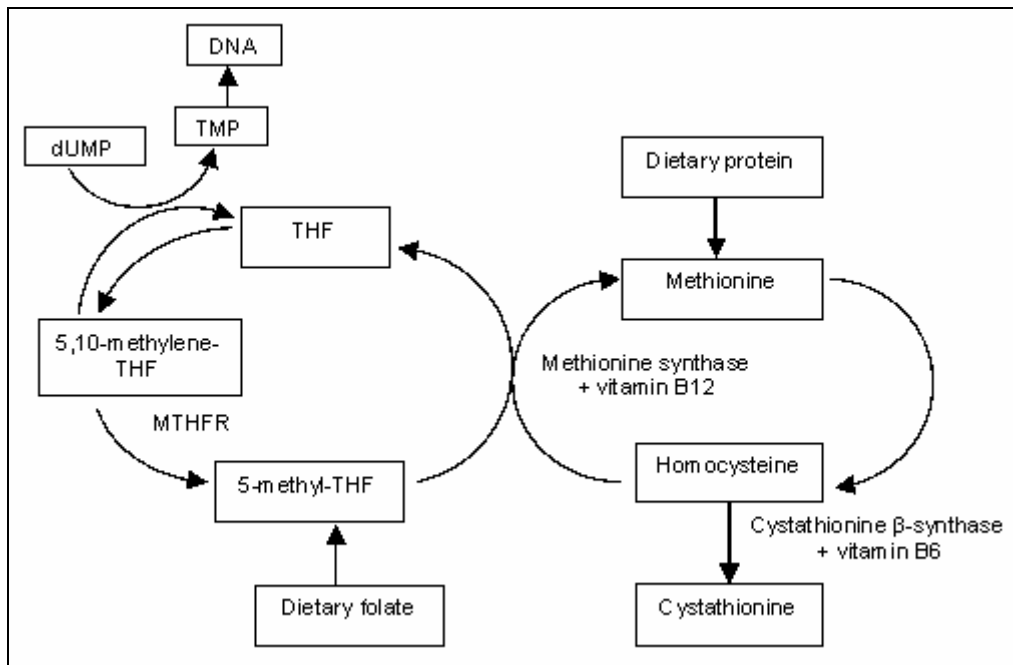 DNA
TMP
dUMP
THF
5,10-methylene-
THF
MTHFR
5-methyl-THF
Dietary folate
Dietary protein
Methionine
Methionine synthase
+ vitamin B12
Homocysteine
Cystathionine β-synthase
+ vitamin B6
Cystathionine